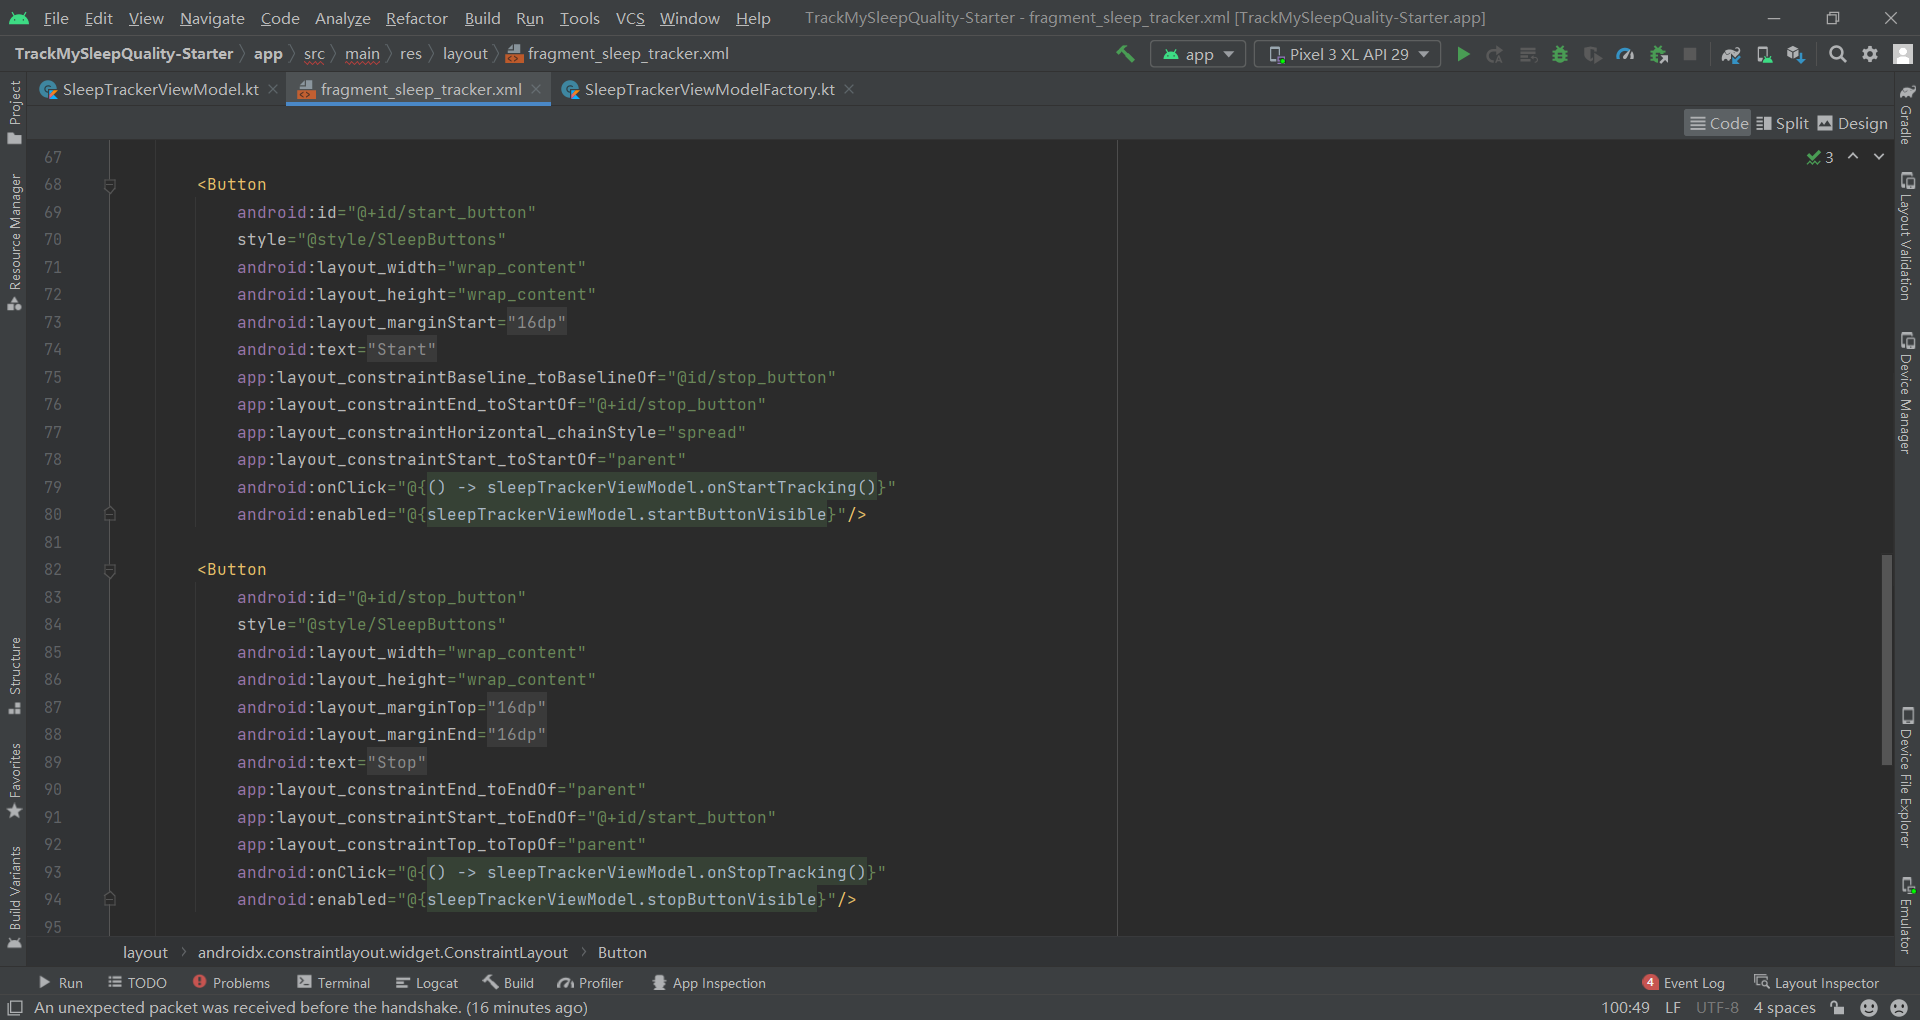 File Edit View Navigate Code Analyze Refactor Build Run Tools VCS Window Help TrackMySleepQuality-Starter - fragment_sleep_tracker.xml [TrackMySleepQuality-Starter.app]
TrackMySleepQuality-Starter app src main res layout fragment_sleep_tracker.xml app Pixel 3 XL API 29
SleepTrackerViewModel.kt fragment_sleep_tracker.xml SleepTrackerViewModelFactory.kt
Code Split Design
3
67
68 <Button
69 android:id="@+id/start_button"
70 style="@style/SleepButtons"
71 android:layout_width="wrap_content"
72 android:layout_height="wrap_content"
73 android:layout_marginStart="16dp"
74 android:text="Start"
75 app:layout_constraintBaseline_toBaselineOf="@id/stop_button"
76 app:layout_constraintEnd_toStartOf="@+id/stop_button"
77 app:layout_constraintHorizontal_chainStyle="spread"
78 app:layout_constraintStart_toStartOf="parent"
79 android:onClick="@{() -> sleepTrackerViewModel.onStartTracking()}"
80 android:enabled="@{sleepTrackerViewModel.startButtonVisible}"/>
81
82 <Button
83 android:id="@+id/stop_button"
84 style="@style/SleepButtons"
85 android:layout_width="wrap_content"
86 android:layout_height="wrap_content"
87 android:layout_marginTop="16dp"
88 android:layout_marginEnd="16dp"
89 android:text="Stop"
90 app:layout_constraintEnd_toEndOf="parent"
91 app:layout_constraintStart_toEndOf="@+id/start_button"
92 app:layout_constraintTop_toTopOf="parent"
93 android:onClick="@{() -> sleepTrackerViewModel.onStopTracking()}"
94 android:enabled="@{sleepTrackerViewModel.stopButtonVisible}"/>
95
layout androidx.constraintlayout.widget.ConstraintLayout Button
Run TODO Problems Terminal Logcat Build Profiler App Inspection 4 Event Log Layout Inspector
An unexpected packet was received before the handshake. (16 minutes ago) 100:49 LF UTF-8 4 spaces
Project
Resource Manager
Structure
Favorites
Build Variants
Gradle
Layout Validation
Device Manager
Device File Explorer
Emulator